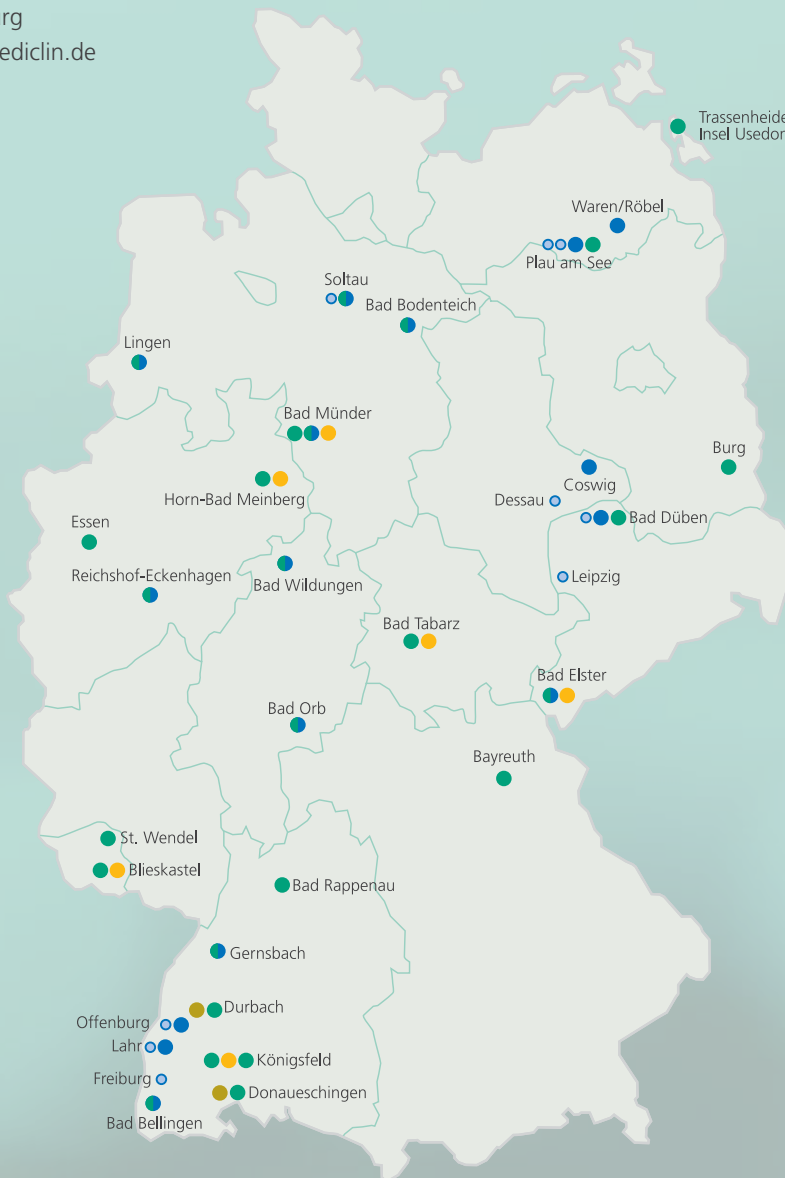 Trassenheide
Waren/Röbel
Plau am See
Soltau
Bad Bodenteich
Lingen
Bad Münder
Burg
Coswig
Horn-Bad Meinberg
Dessau
Bad Düben
Essen
Reichshof-Eckenhagen
Bad Wildungen
Leipzig
Bad Tabarz
Bad Elster
Bad Orb
Bayreuth
St. Wendel
Blieskastel
Bad Rappenau
Gernsbach
Durbach
Offenburg
Lahr
Königsfeld
Freiburg
Donaueschingen
Bad Bellingen
rg
ediclin.de
Insel Usedor